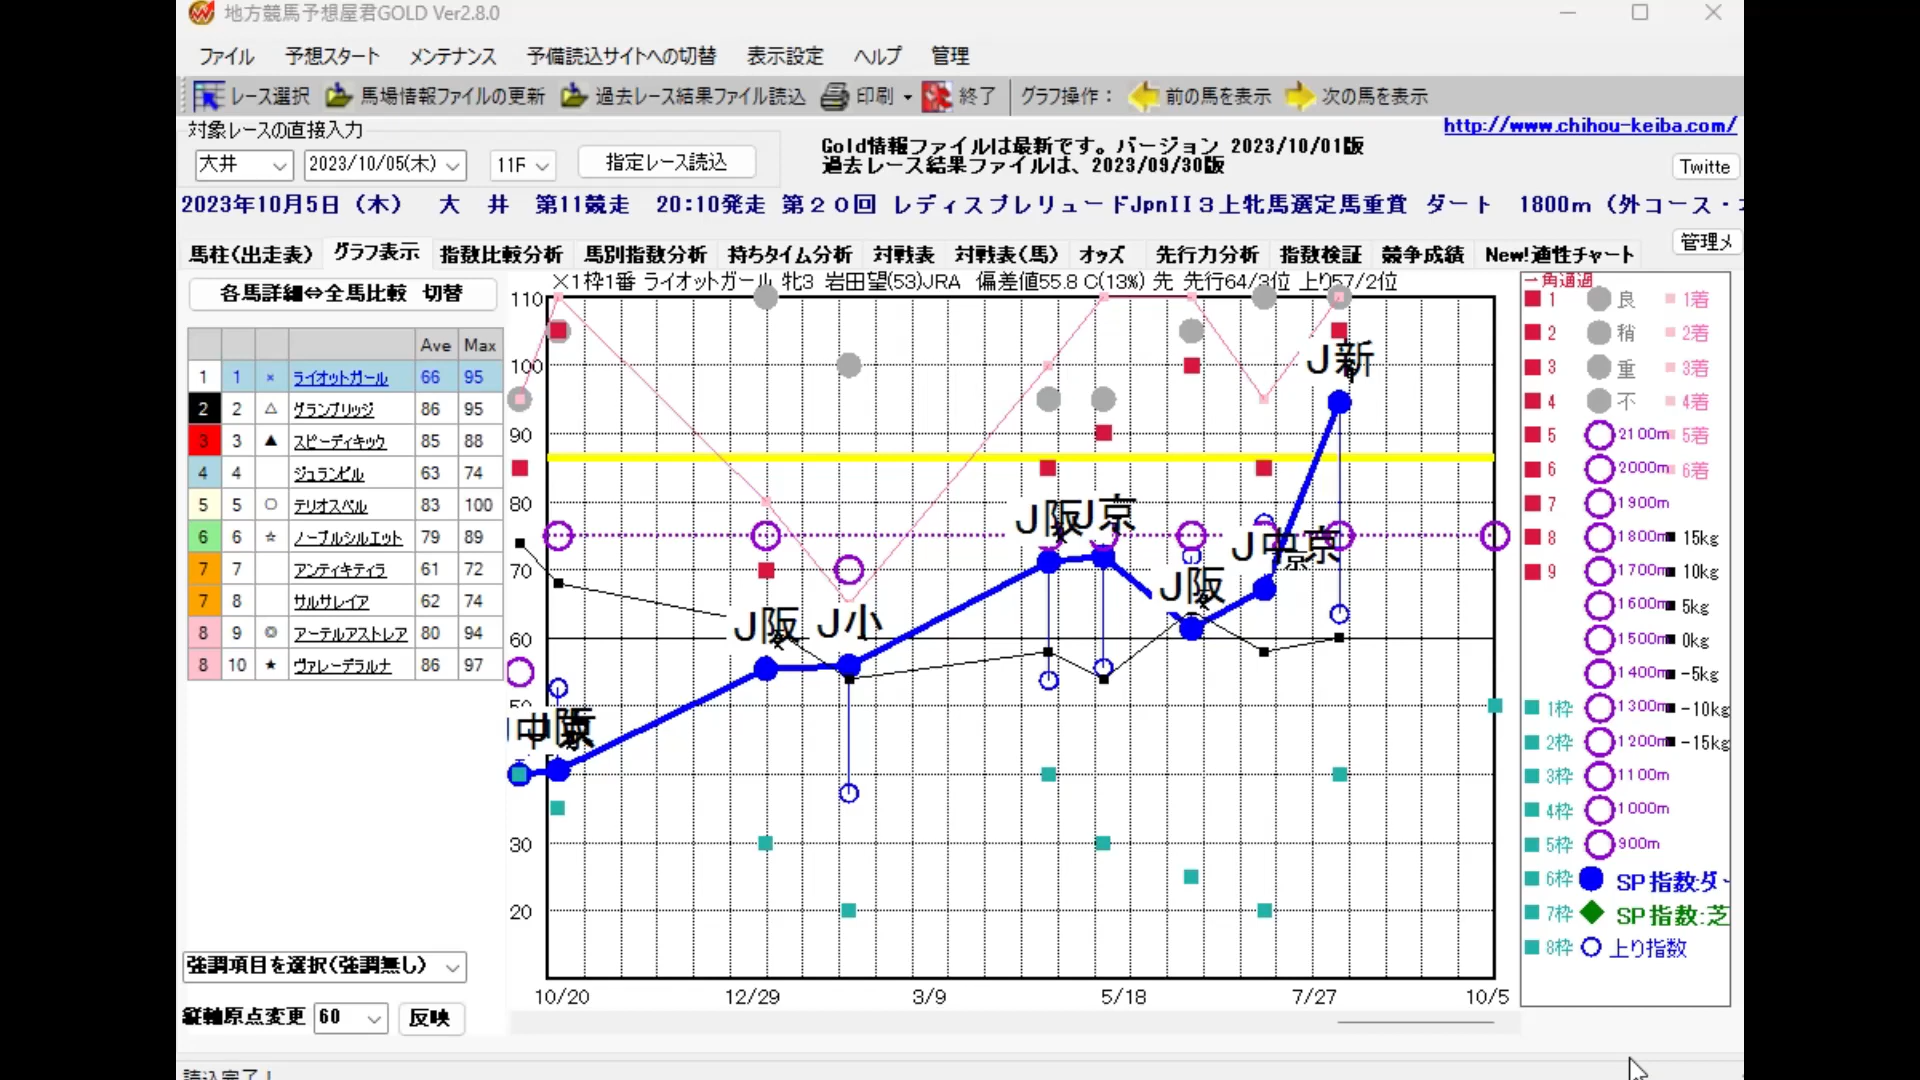 地方競馬予想屋君GOLD Ver2.8.0
ファイル 予想スタート メンテナンス 予備読込サイトへの切替 表示設定 ヘルプ 管理
レース選択 馬場情報ファイルの更新 過去レース結果ファイル読込 印刷 終了 グラフ操作： 前の馬を表示 次の馬を表示
対象レースの直接入力
http://www.chihou-keiba.com/
大井 2023/10/05(木) 11F 指定レース読込
Gold情報ファイルは最新です。バージョン 2023/10/01版
過去レース結果ファイルは、2023/09/30版
Twitte
2023年10月5日（木） 大 井 第11競走 20:10発走 第２０回 レディスプレリュードJpnII３上牝馬選定馬重賞 ダート 1800m（外コース・
管理メ
馬柱(出走表) グラフ表示 指数比較分析 馬別指数分析 持ちタイム分析 対戦表 対戦表(馬) オッズ 先行力分析 指数検証 競争成績 New!適性チャート
各馬詳細⇔全馬比較 切替
×1枠1番 ライオットガール 牝3 岩田望(53)JRA 偏差値55.8 C(13%) 先 先行64/3位 上り57/2位
Ave Max
1 1 × ライオットガール 66 95
2 2 △ グランブリッジ 86 95
3 3 ▲ スピーディキック 85 88
4 4 ジュランビル 63 74
5 5 ○ テリオスベル 83 100
6 6 ☆ ノーブルシルエット 79 89
7 7 アンティキティラ 61 72
7 8 サルサレイア 62 74
8 9 ◎ アーテルアストレア 80 94
8 10 ★ ヴァレーデラルナ 86 97
110
100
90
80
70
60
30
20
J阪
J小
J阪
J京
J阪
J新
10/20 12/29 3/9 5/18 7/27 10/5
一角通過
1 良 1着
2 稍 2着
3 重 3着
4 不 4着
5 2100m 5着
6 2000m 6着
7 1900m
8 1800m 15kg
9 1700m 10kg
1600m 5kg
1500m 0kg
1400m -5kg
1枠 1300m -10kg
2枠 1200m -15kg
3枠 1100m
4枠 1000m
5枠 900m
6枠 SP指数:ダ
7枠 SP指数:芝
8枠 上り指数
強調項目を選択(強調無し)
縦軸原点変更 60 反映
読込完了！